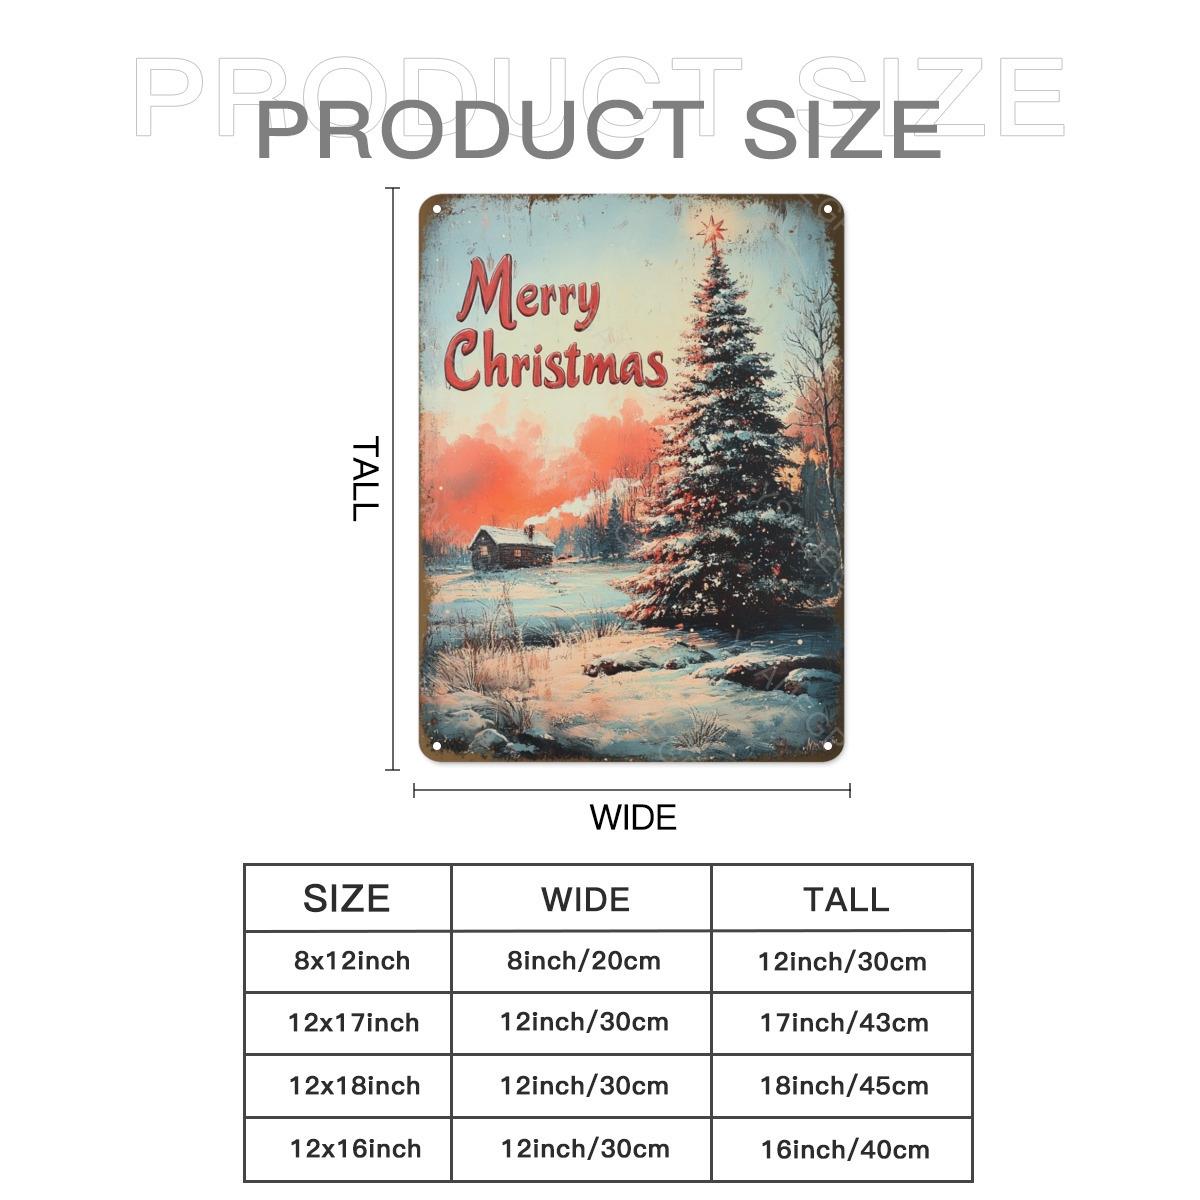 PRODUCT SIZE
PRODUCT SIZE
Merry
Christmas
TALL
WIDE
SIZE WIDE TALL
8x12inch 8inch/20cm 12inch/30cm
12x17inch 12inch/30cm 17inch/43cm
12x18inch 12inch/30cm 18inch/45cm
12x16inch 12inch/30cm 16inch/40cm